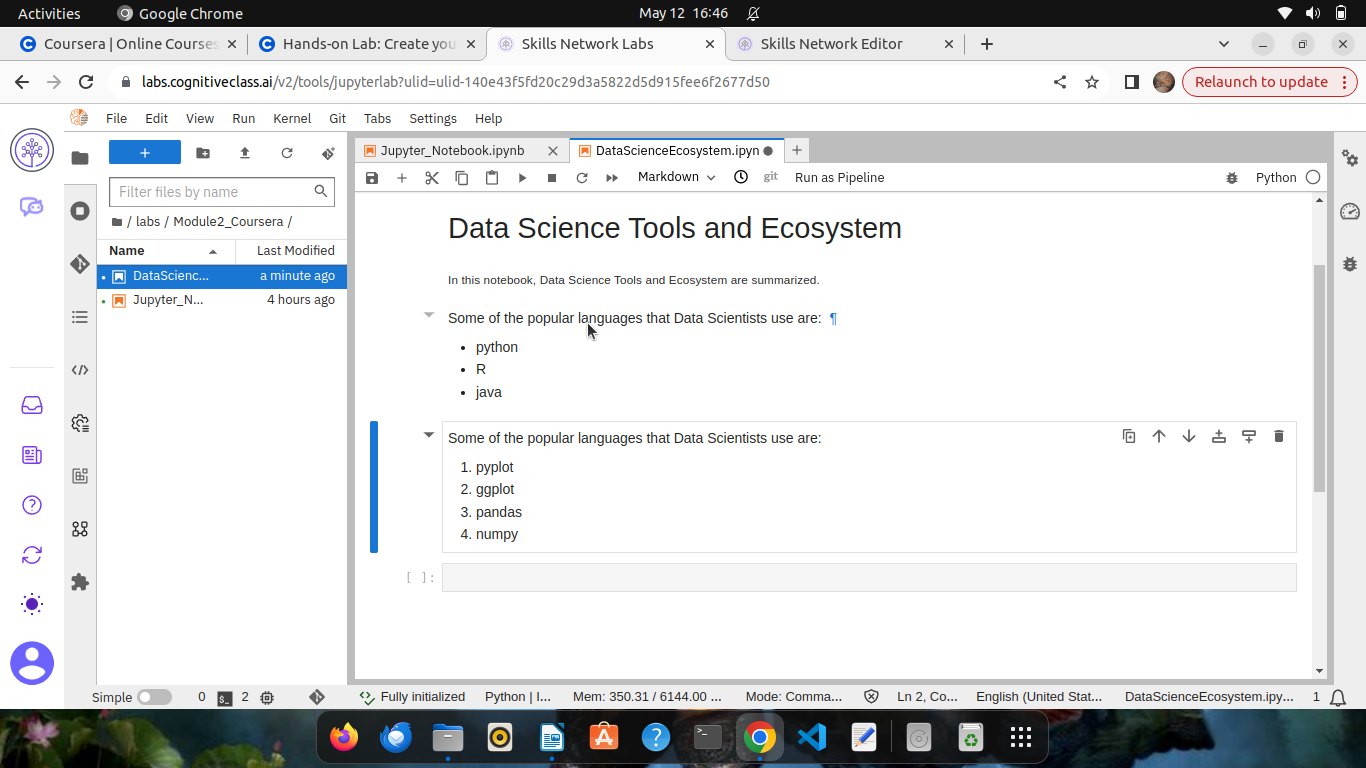 Activities Google Chrome May 12 16:46
Coursera | Online Courses Hands-on Lab: Create you Skills Network Labs Skills Network Editor
labs.cognitiveclass.ai/v2/tools/jupyterlab?ulid=ulid-140e43f5fd20c29d3a5822d5d915fee6f2677d50 Relaunch to update
File Edit View Run Kernel Git Tabs Settings Help
Jupyter_Notebook.ipynb DataScienceEcosystem.ipyn
Markdown git Run as Pipeline Python
Filter files by name
/ labs / Module2_Coursera /
Name Last Modified
DataScienc... a minute ago
Jupyter_N... 4 hours ago
Data Science Tools and Ecosystem
In this notebook, Data Science Tools and Ecosystem are summarized.
Some of the popular languages that Data Scientists use are: ¶
• python
• R
• java
Some of the popular languages that Data Scientists use are:
1. pyplot
2. ggplot
3. pandas
4. numpy
[ ]:
Simple 0 2 Fully initialized Python | I... Mem: 350.31 / 6144.00 ... Mode: Comma... Ln 2, Co... English (United Stat... DataScienceEcosystem.ipy... 1